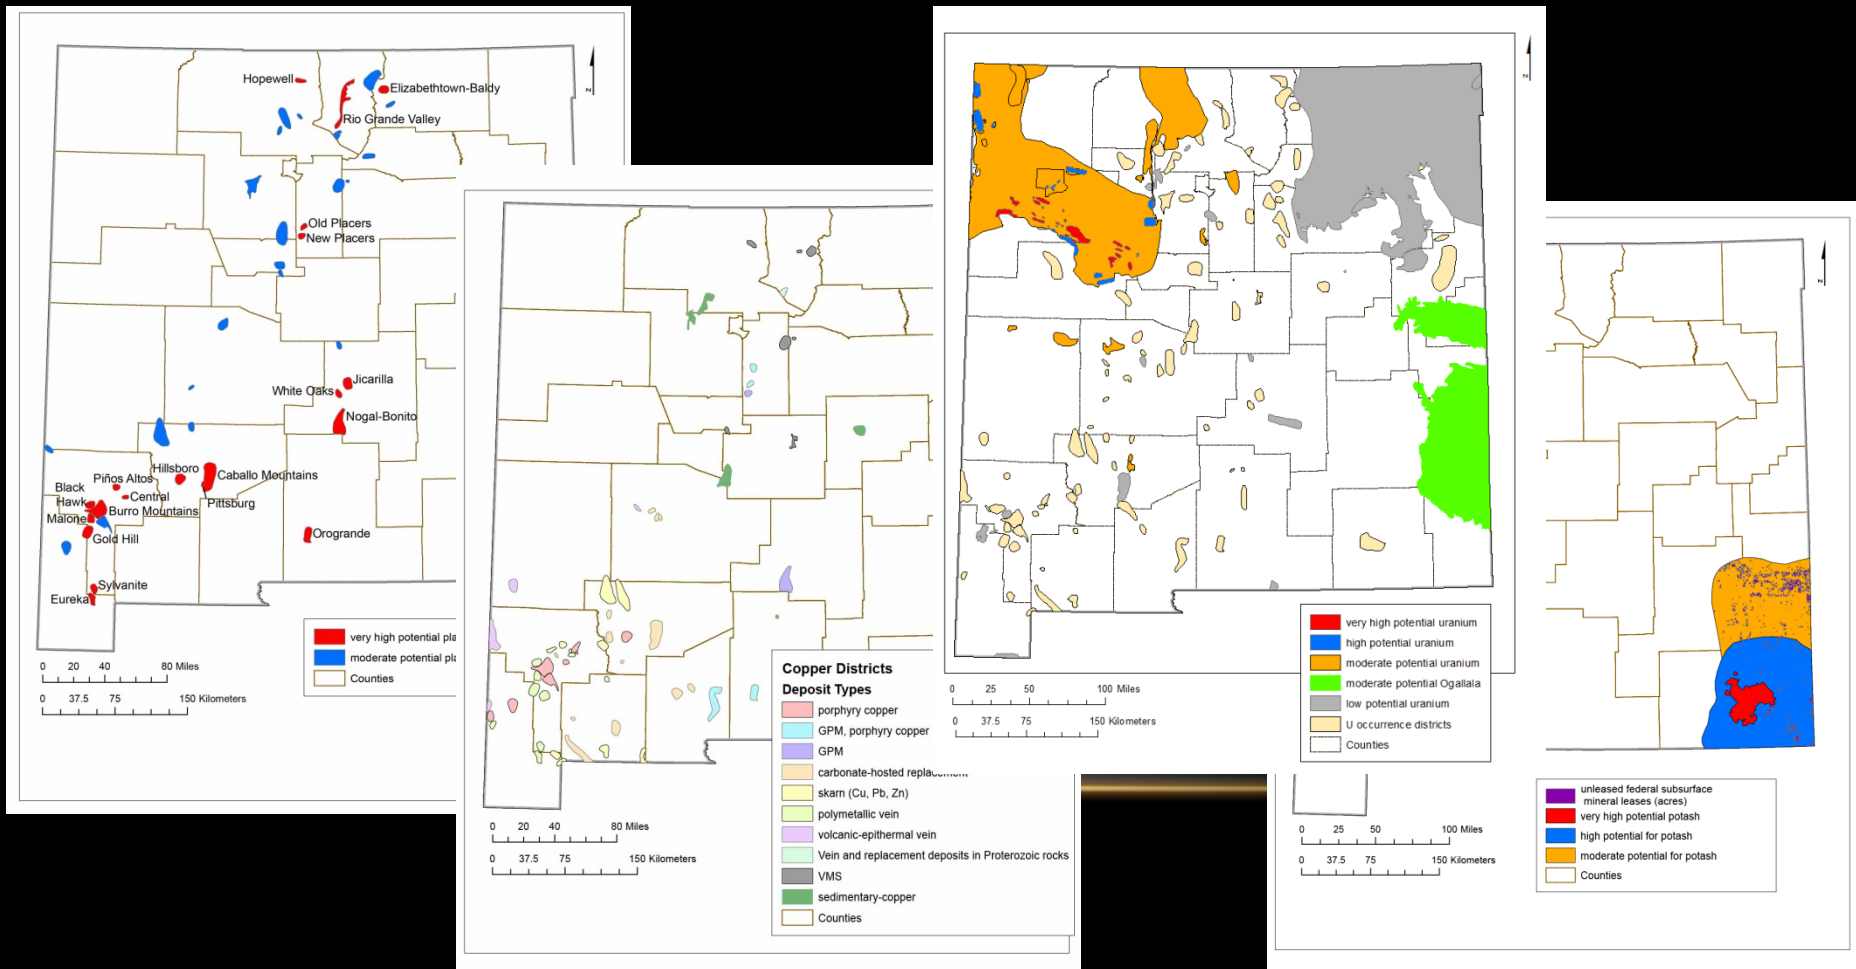 Hopewell
Elizabethtown-Baldy
Rio Grande Valley
Old Placers
New Placers
Jicarilla
White Oaks
Nogal-Bonito
Hillsboro
Caballo Mountains
Piños Altos
Black
Hawk
Central
Pittsburg
Burro Mountains
Malone
Gold Hill
Orogrande
Sylvanite
Eureka
N
very high potential pla
moderate potential pla
Counties
0 20 40 80 Miles
0 37.5 75 150 Kilometers
Copper Districts
Deposit Types
porphyry copper
GPM, porphyry copper
GPM
carbonate-hosted replacement
skarn (Cu, Pb, Zn)
polymetallic vein
volcanic-epithermal vein
Vein and replacement deposits in Proterozoic rocks
VMS
sedimentary-copper
Counties
0 20 40 80 Miles
0 37.5 75 150 Kilometers
N
very high potential uranium
high potential uranium
moderate potential uranium
moderate potential Ogallala
low potential uranium
U occurrence districts
Counties
0 25 50 100 Miles
0 37.5 75 150 Kilometers
N
unleased federal subsurface
mineral leases (acres)
very high potential potash
high potential for potash
moderate potential for potash
Counties
0 25 50 100 Miles
0 37.5 75 150 Kilometers